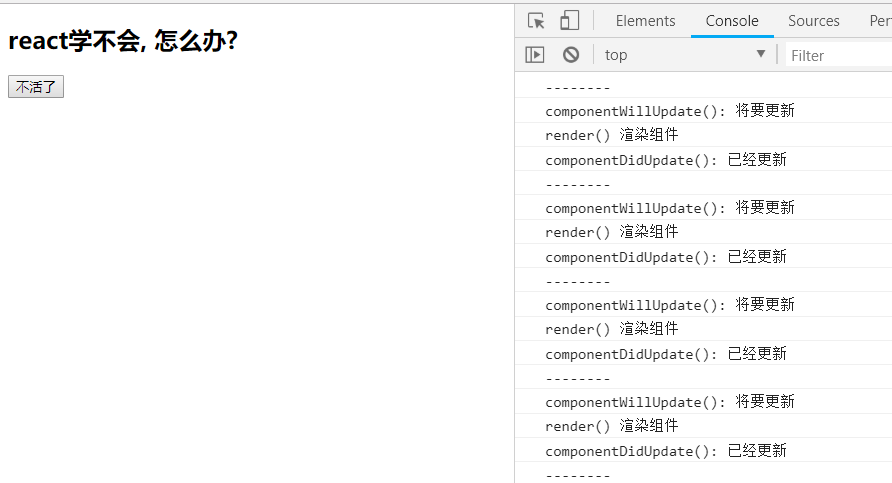 react学不会, 怎么办？
不活了
Elements Console Sources Per
top Filter
--------
componentWillUpdate(): 将要更新
render() 渲染组件
componentDidUpdate(): 已经更新
--------
componentWillUpdate(): 将要更新
render() 渲染组件
componentDidUpdate(): 已经更新
--------
componentWillUpdate(): 将要更新
render() 渲染组件
componentDidUpdate(): 已经更新
--------
componentWillUpdate(): 将要更新
render() 渲染组件
componentDidUpdate(): 已经更新
--------